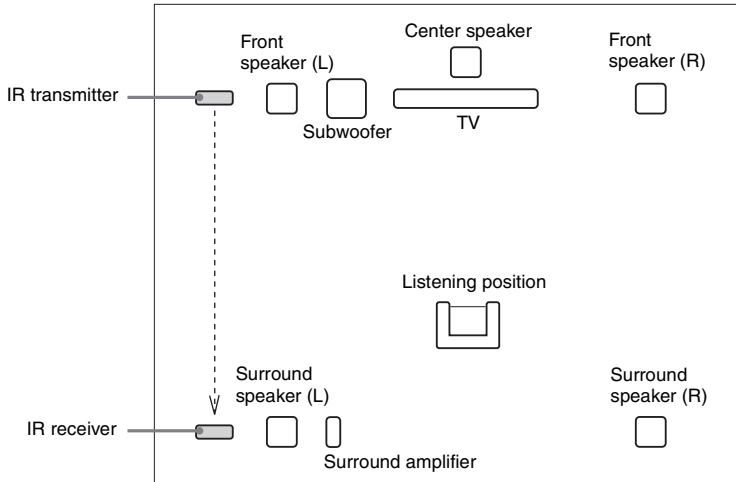 Center speaker
Front
speaker (L)
Front
speaker (R)
IR transmitter
Subwoofer
TV
Listening position
Surround
speaker (L)
Surround
speaker (R)
IR receiver
Surround amplifier